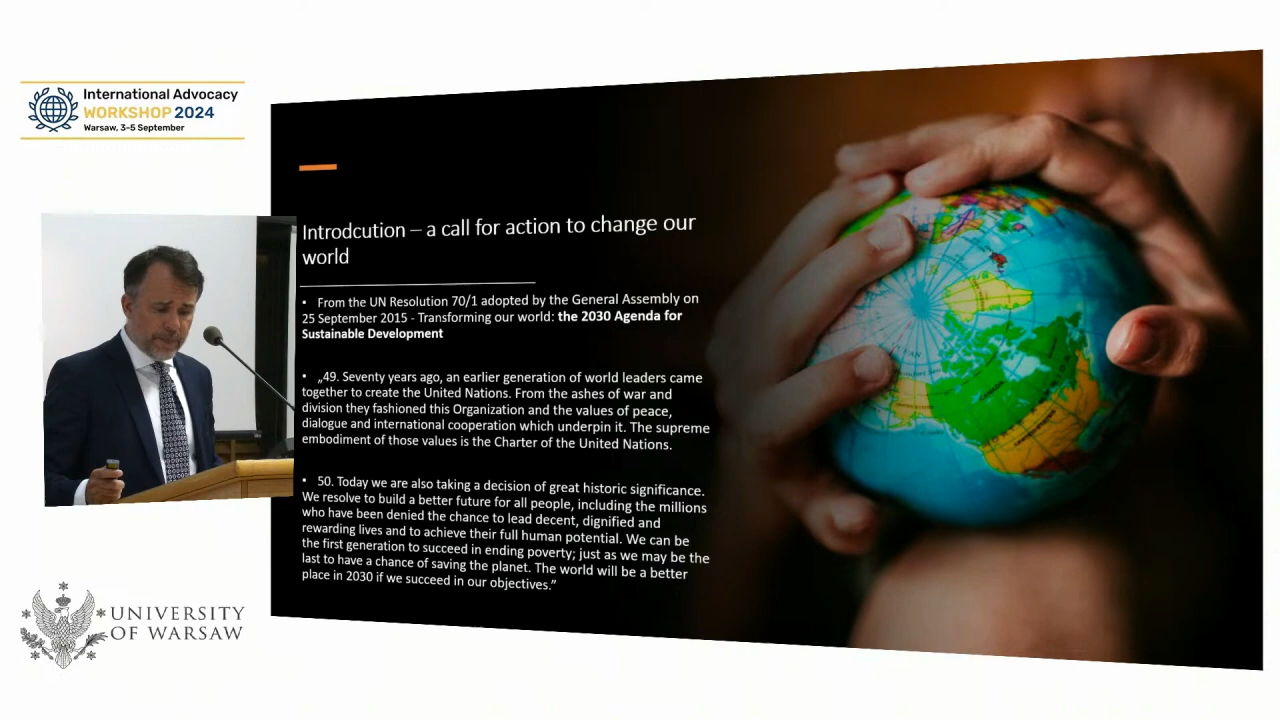 International Advocacy
WORKSHOP 2024
Warsaw, 3-5 September
Introdcution – a call for action to change our
world
• From the UN Resolution 70/1 adopted by the General Assembly on
25 September 2015 - Transforming our world: the 2030 Agenda for
Sustainable Development
• „49. Seventy years ago, an earlier generation of world leaders came
together to create the United Nations. From the ashes of war and
division they fashioned this Organization and the values of peace,
dialogue and international cooperation which underpin it. The supreme
embodiment of those values is the Charter of the United Nations.
• 50. Today we are also taking a decision of great historic significance.
We resolve to build a better future for all people, including the millions
who have been denied the chance to lead decent, dignified and
rewarding lives and to achieve their full human potential. We can be
the first generation to succeed in ending poverty; just as we may be the
last to have a chance of saving the planet. The world will be a better
place in 2030 if we succeed in our objectives.”
UNIVERSITY
OF WARSAW